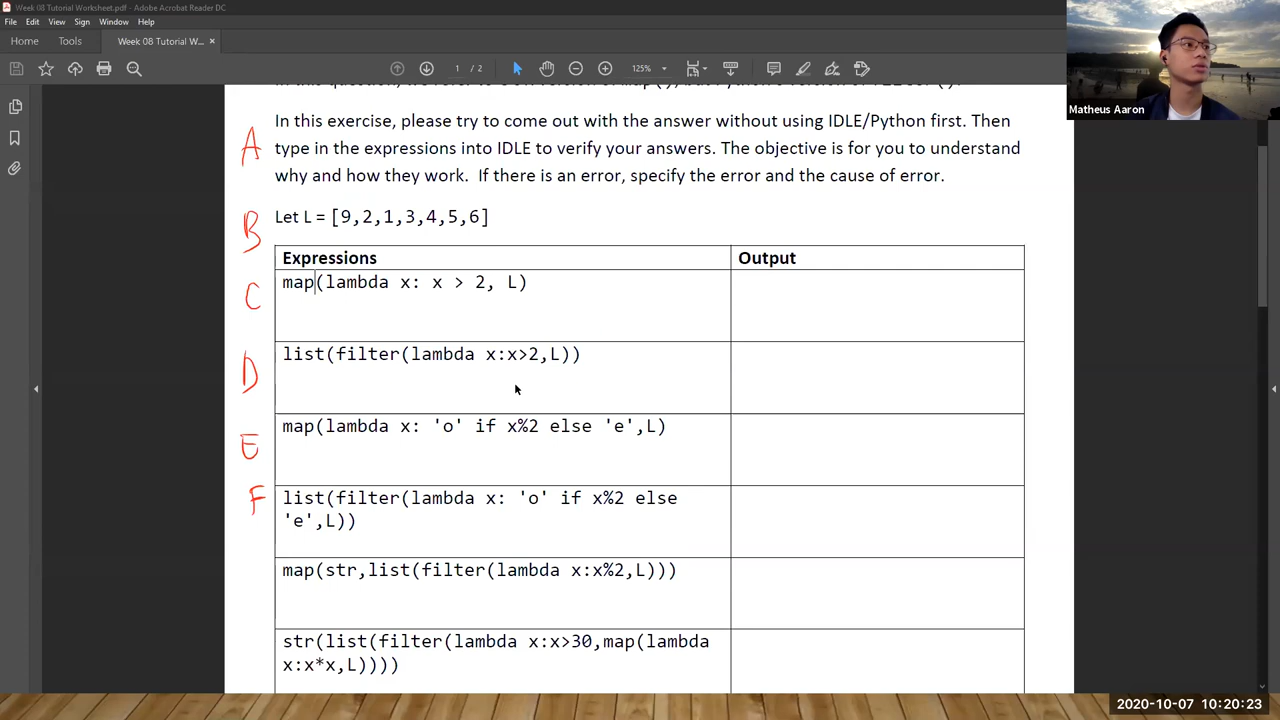 Week 08 Tutorial Worksheet.pdf - Adobe Acrobat Reader DC
File Edit View Sign Window Help
Home Tools Week 08 Tutorial W... ×
1 / 2 125%
Matheus Aaron
A
In this exercise, please try to come out with the answer without using IDLE/Python first. Then
type in the expressions into IDLE to verify your answers. The objective is for you to understand
why and how they work. If there is an error, specify the error and the cause of error.
B
Let L = [9,2,1,3,4,5,6]
Expressions Output
C
map(lambda x: x > 2, L)
D
list(filter(lambda x:x>2,L))
E
map(lambda x: 'o' if x%2 else 'e',L)
F
list(filter(lambda x: 'o' if x%2 else
'e',L))
map(str,list(filter(lambda x:x%2,L)))
str(list(filter(lambda x:x>30,map(lambda
x:x*x,L))))
2020-10-07 10:20:23